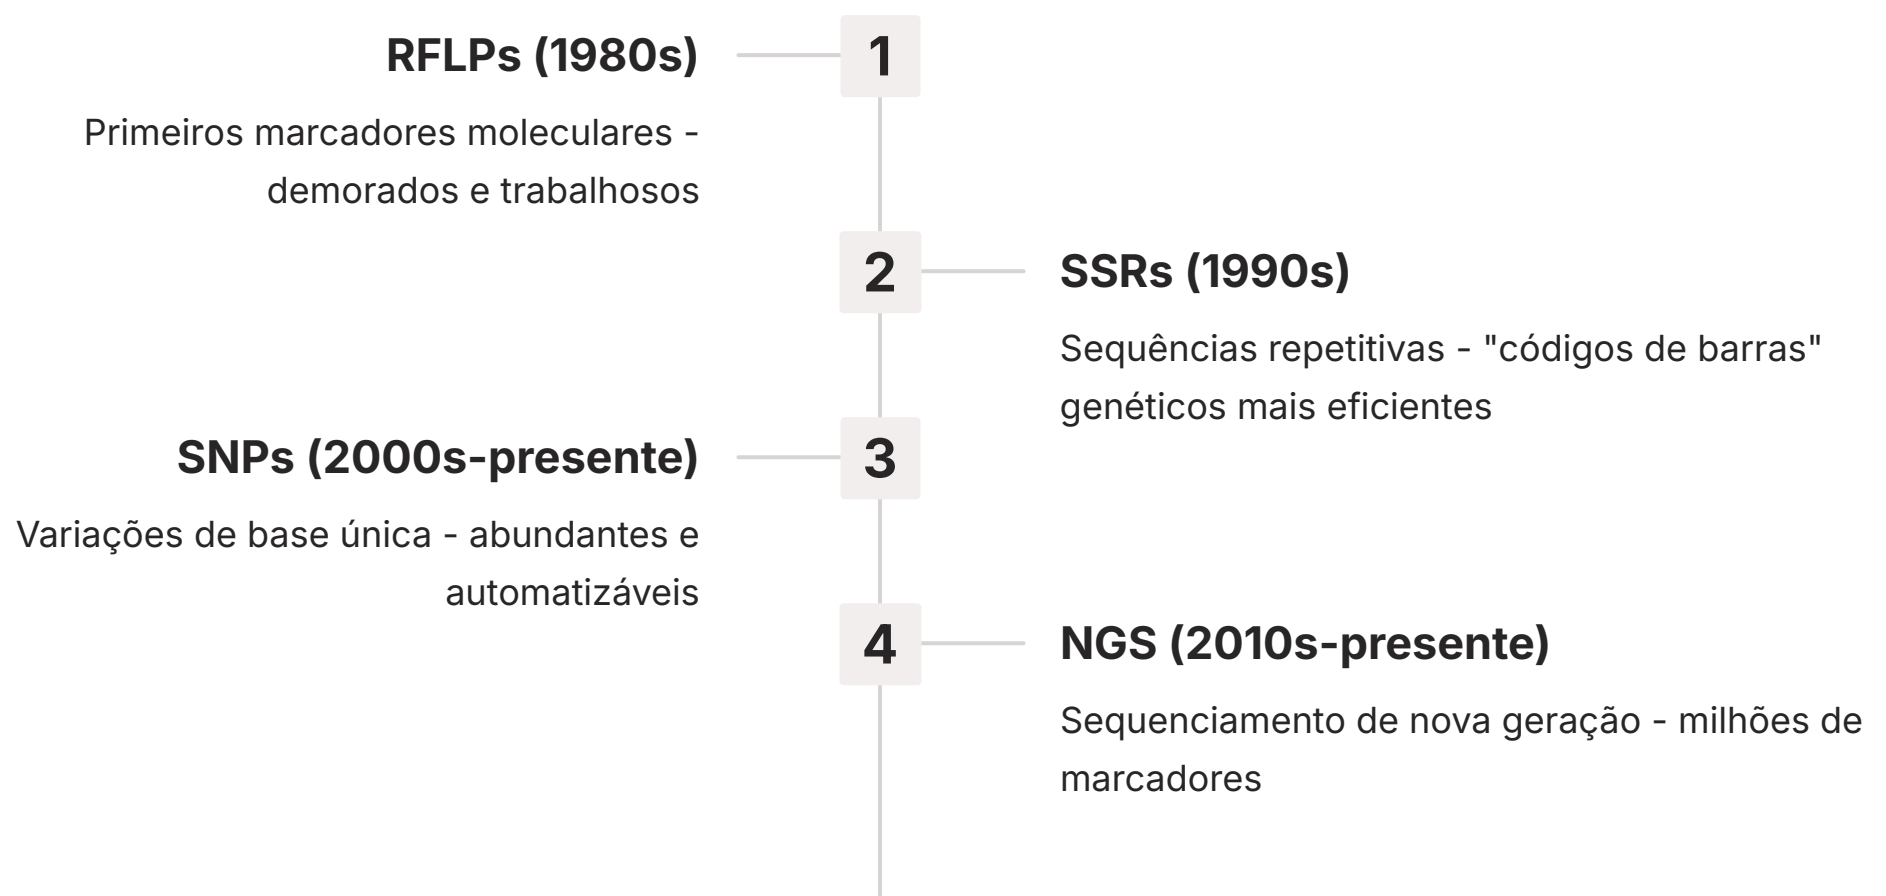 RFLPs (1980s)
1
Primeiros marcadores moleculares -
demorados e trabalhosos
2
SSRs (1990s)
Sequências repetitivas - "códigos de barras"
genéticos mais eficientes
SNPs (2000s-presente)
3
Variações de base única - abundantes e
automatizáveis
4
NGS (2010s-presente)
Sequenciamento de nova geração - milhões de
marcadores